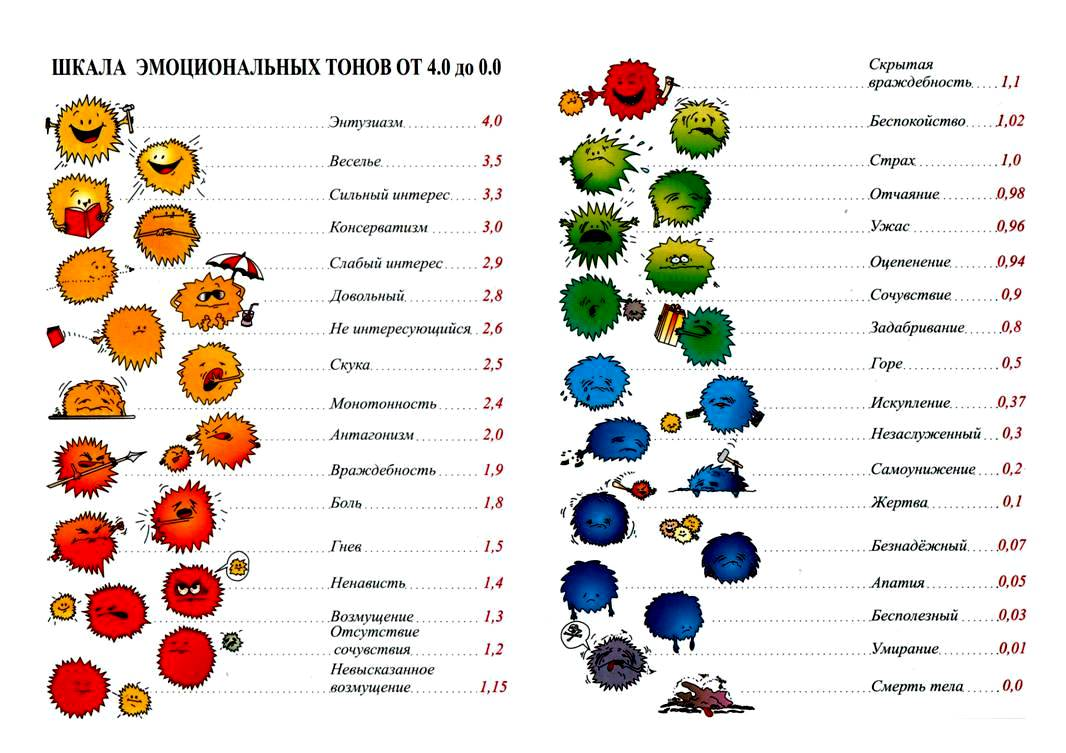 ШКАЛА ЭМОЦИОНАЛЬНЫХ ТОНОВ ОТ 4.0 до 0.0
Энтузиазм 4,0
Веселье 3,5
Сильный интерес 3,3
Консерватизм 3,0
Слабый интерес 2,9
Довольный 2,8
Не интересующийся 2,6
Скука 2,5
Монотонность 2,4
Антагонизм 2,0
Враждебность 1,9
Боль 1,8
Гнев 1,5
Ненависть 1,4
Возмущение 1,3
Отсутствие
сочувствия 1,2
Невысказанное
возмущение 1,15
Скрытая
враждебность 1,1
Беспокойство 1,02
Страх 1,0
Отчаяние 0,98
Ужас 0,96
Оцепенение 0,94
Сочувствие 0,9
Задабривание 0,8
Горе 0,5
Искупление 0,37
Незаслуженный 0,3
Самоунижение 0,2
Жертва 0,1
Безнадёжный 0,07
Апатия 0,05
Бесполезный 0,03
Умирание 0,01
Смерть тела 0,0